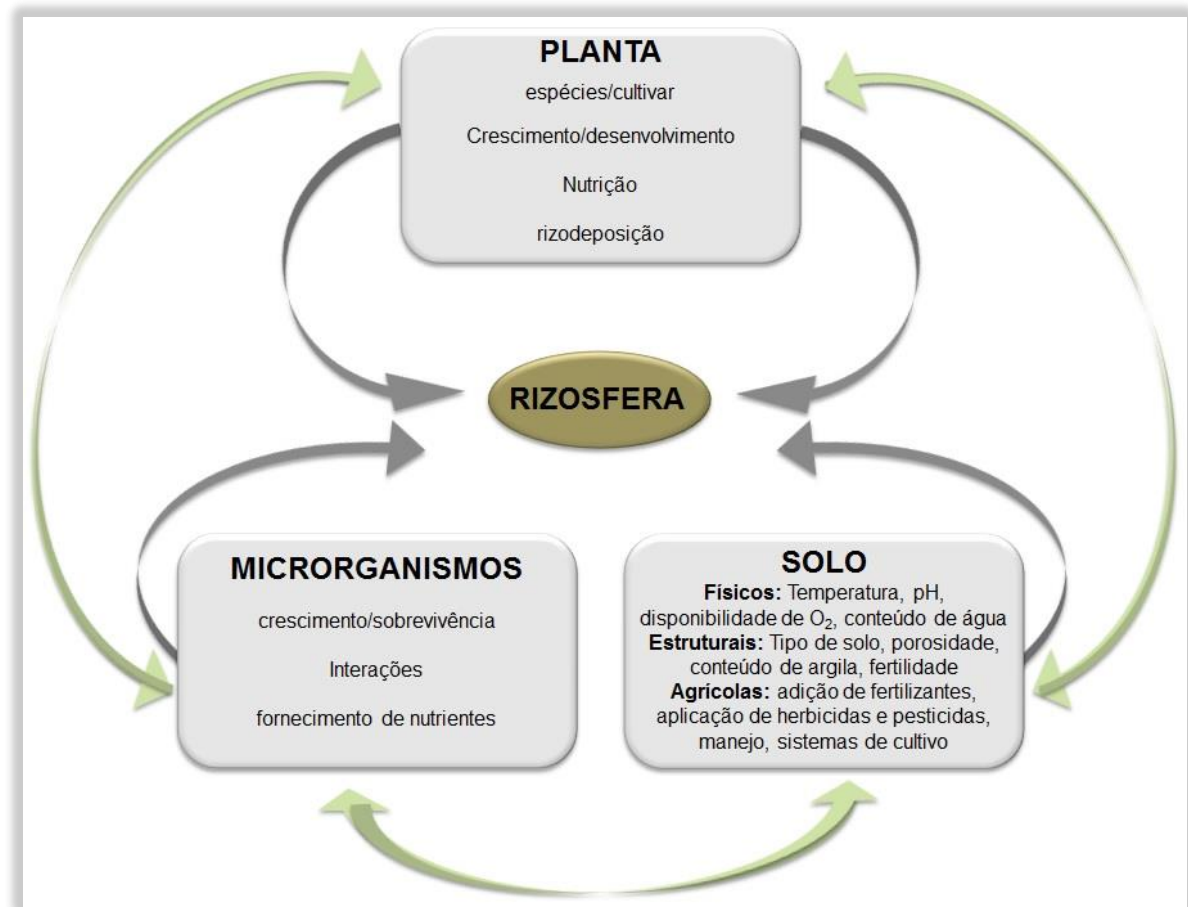 PLANTA
espécies/cultivar
Crescimento/desenvolvimento
Nutrição
rizodeposição
RIZOSFERA
MICRORGANISMOS
crescimento/sobrevivência
Interações
fornecimento de nutrientes
SOLO
Físicos: Temperatura, pH,
disponibilidade de O₂, conteúdo de água
Estruturais: Tipo de solo, porosidade,
conteúdo de argila, fertilidade
Agrícolas: adição de fertilizantes,
aplicação de herbicidas e pesticidas,
manejo, sistemas de cultivo